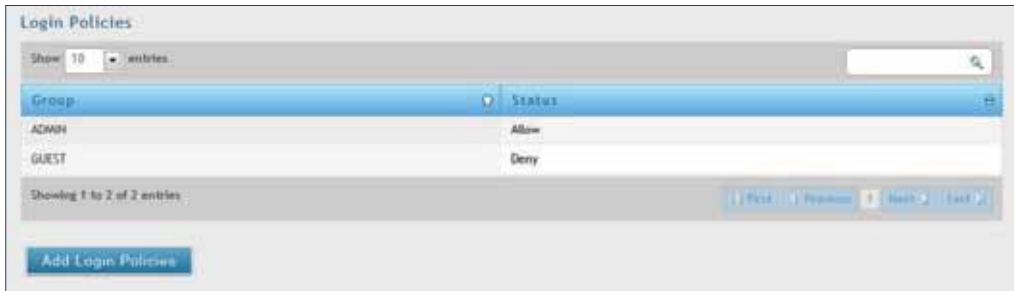 Login Policies
Show 10 entries
Group Status
ADMIN Allow
GUEST Deny
Showing 1 to 2 of 2 entries
First Previous 1 Next Last
Add Login Policies